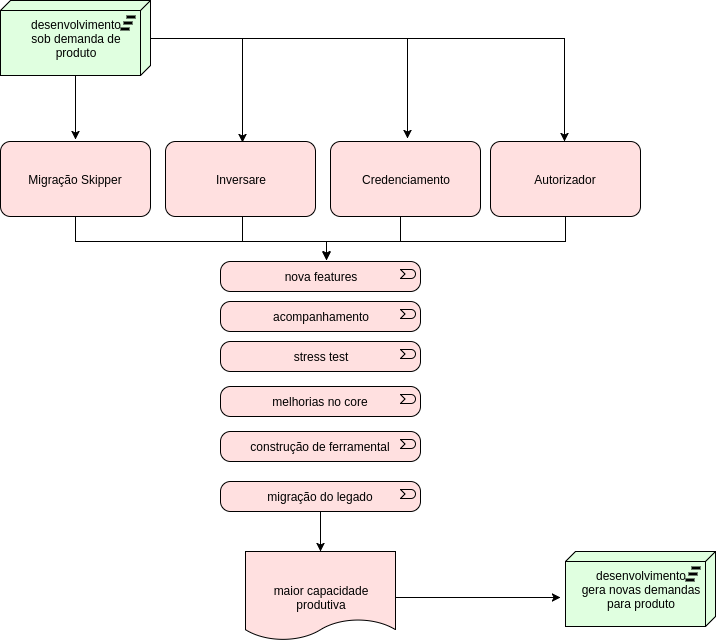 desenvolvimento
sob demanda de
produto
Migração Skipper
Inversare
Credenciamento
Autorizador
nova features
acompanhamento
stress test
melhorias no core
construção de ferramental
migração do legado
maior capacidade
produtiva
desenvolvimento
gera novas demandas
para produto